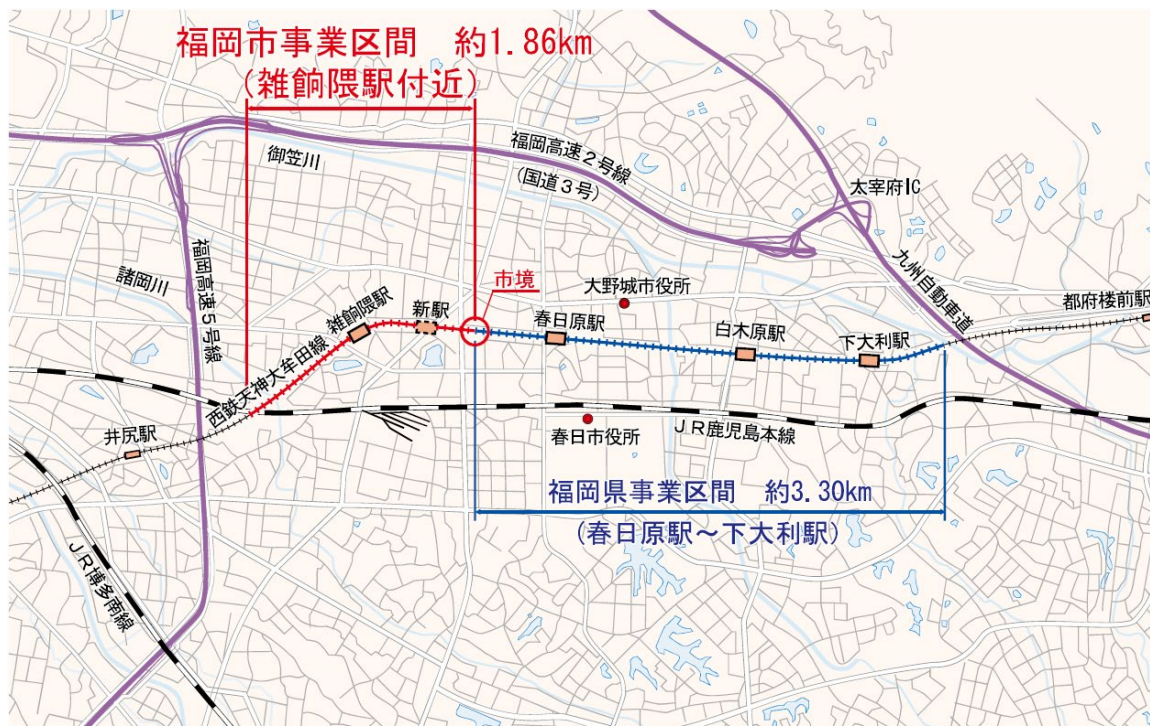 福岡市事業区間 約1.86km
(雑餉隈駅付近)
御笠川
福岡高速2号線
(国道3号)
太宰府IC
諸岡川
福岡高速5号線
雑餉隈駅
新駅
市境
大野城市役所
春日原駅
白木原駅
下大利駅
九州自動車道
都府楼前駅
西鉄天神大牟田線
井尻駅
春日市役所
JR鹿児島本線
福岡県事業区間 約3.30km
(春日原駅～下大利駅)
JR博多南線